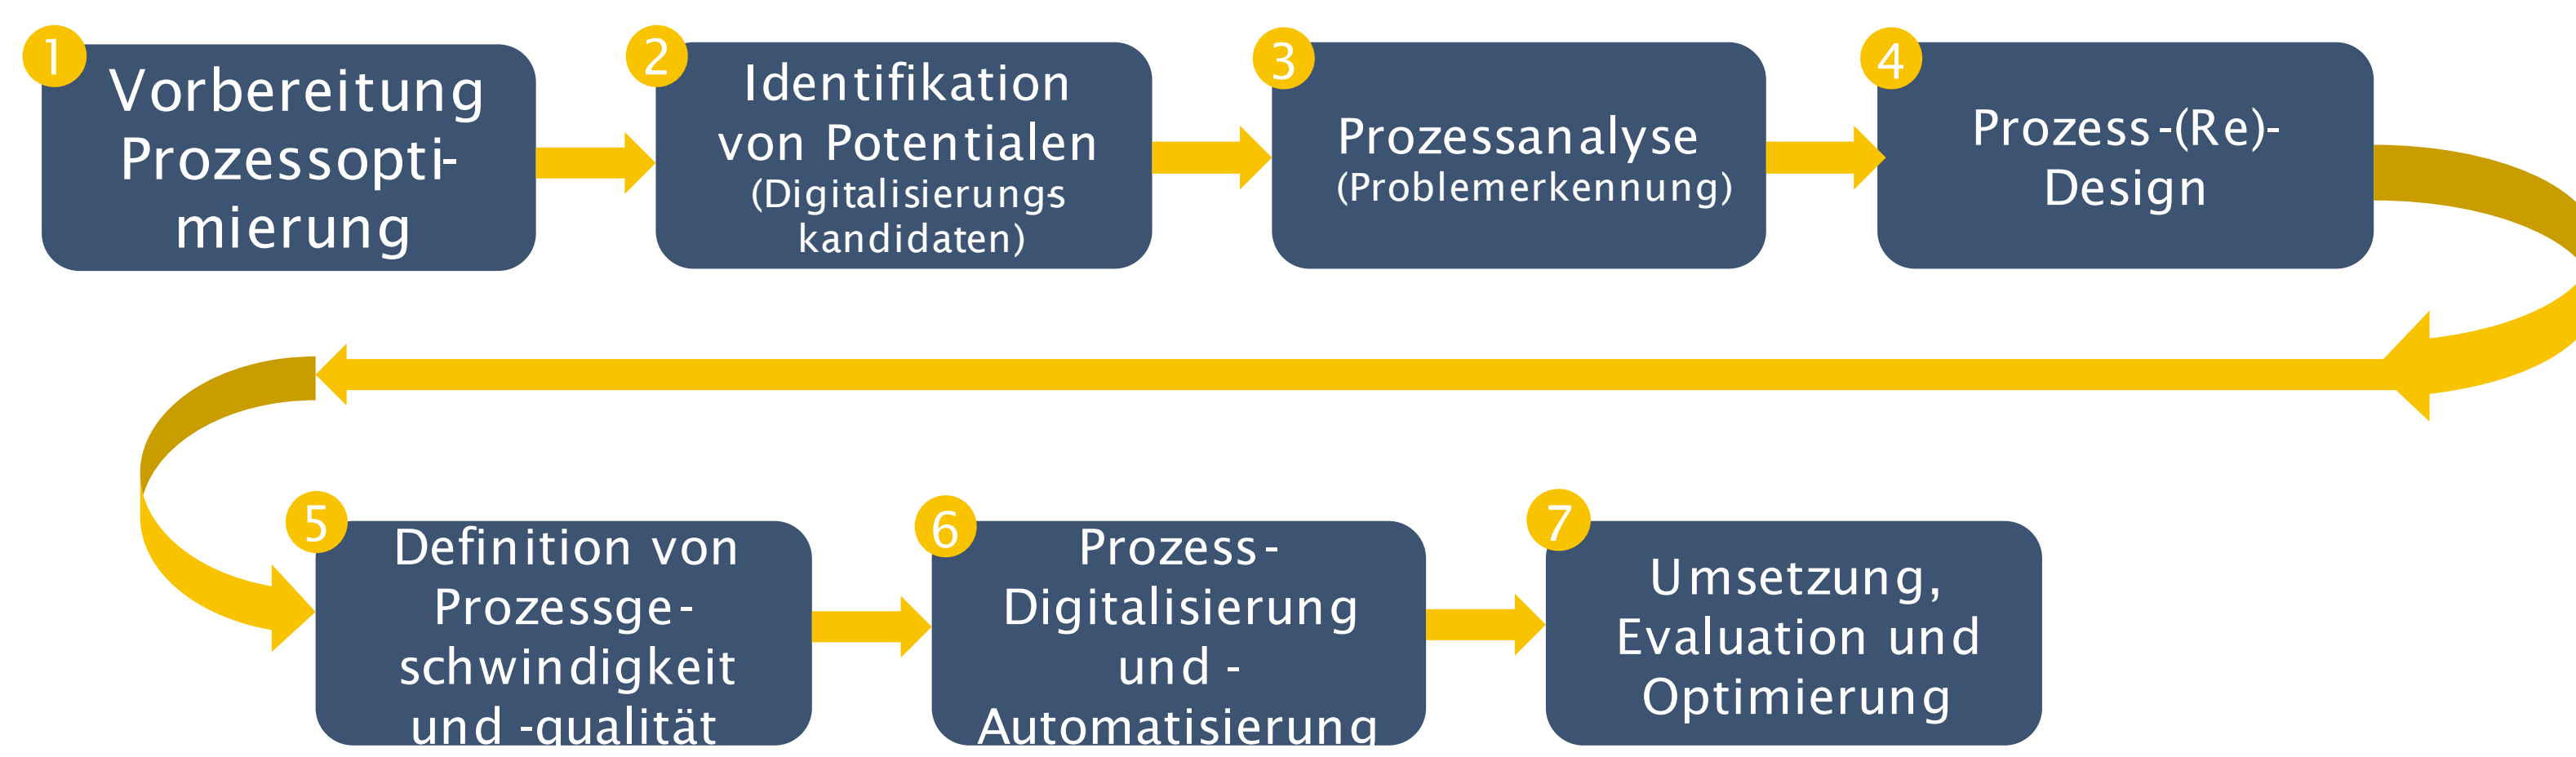 1
Vorbereitung
Prozessopti-
mierung
2
Identifikation
von Potentialen
(Digitalisierungs-
kandidaten)
3
Prozessanalyse
(Problemerkennung)
4
Prozess-(Re)-
Design
5
Definition von
Prozessge-
schwindigkeit
und -qualität
6
Prozess-
Digitalisierung
und -
Automatisierung
7
Umsetzung,
Evaluation und
Optimierung